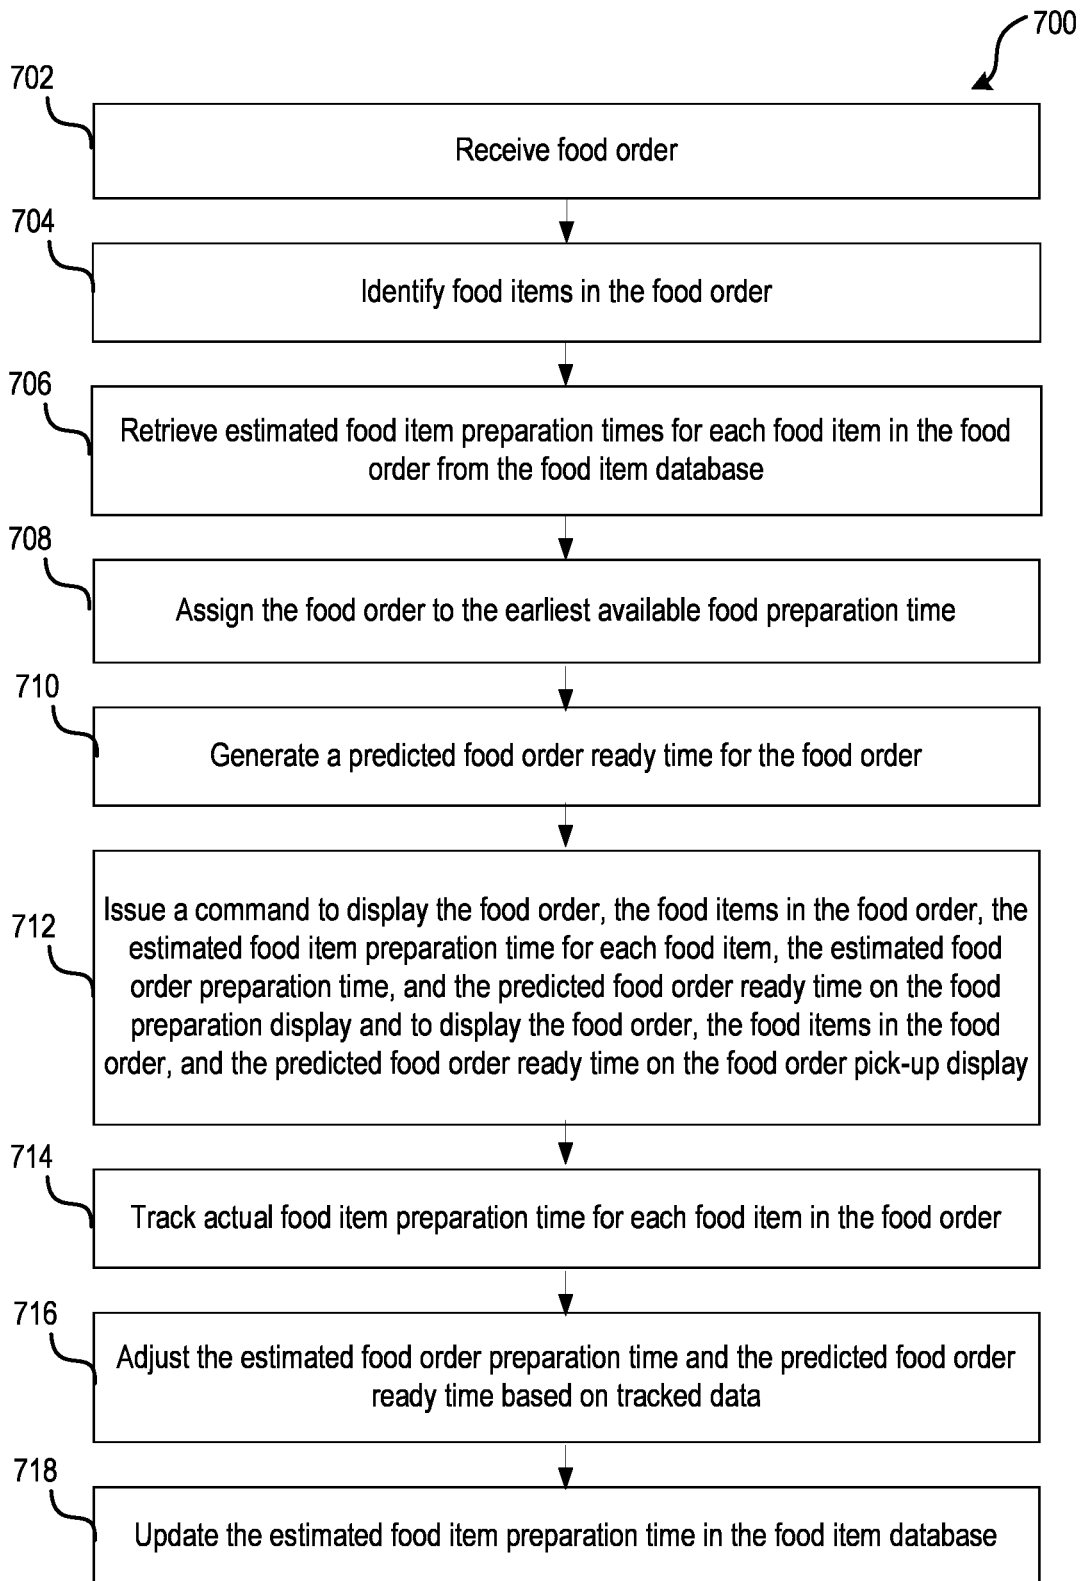 700
702
Receive food order
704
Identify food items in the food order
706
Retrieve estimated food item preparation times for each food item in the food
order from the food item database
708
Assign the food order to the earliest available food preparation time
710
Generate a predicted food order ready time for the food order
712
Issue a command to display the food order, the food items in the food order, the
estimated food item preparation time for each food item, the estimated food
order preparation time, and the predicted food order ready time on the food
preparation display and to display the food order, the food items in the food
order, and the predicted food order ready time on the food order pick-up display
714
Track actual food item preparation time for each food item in the food order
716
Adjust the estimated food order preparation time and the predicted food order
ready time based on tracked data
718
Update the estimated food item preparation time in the food item database